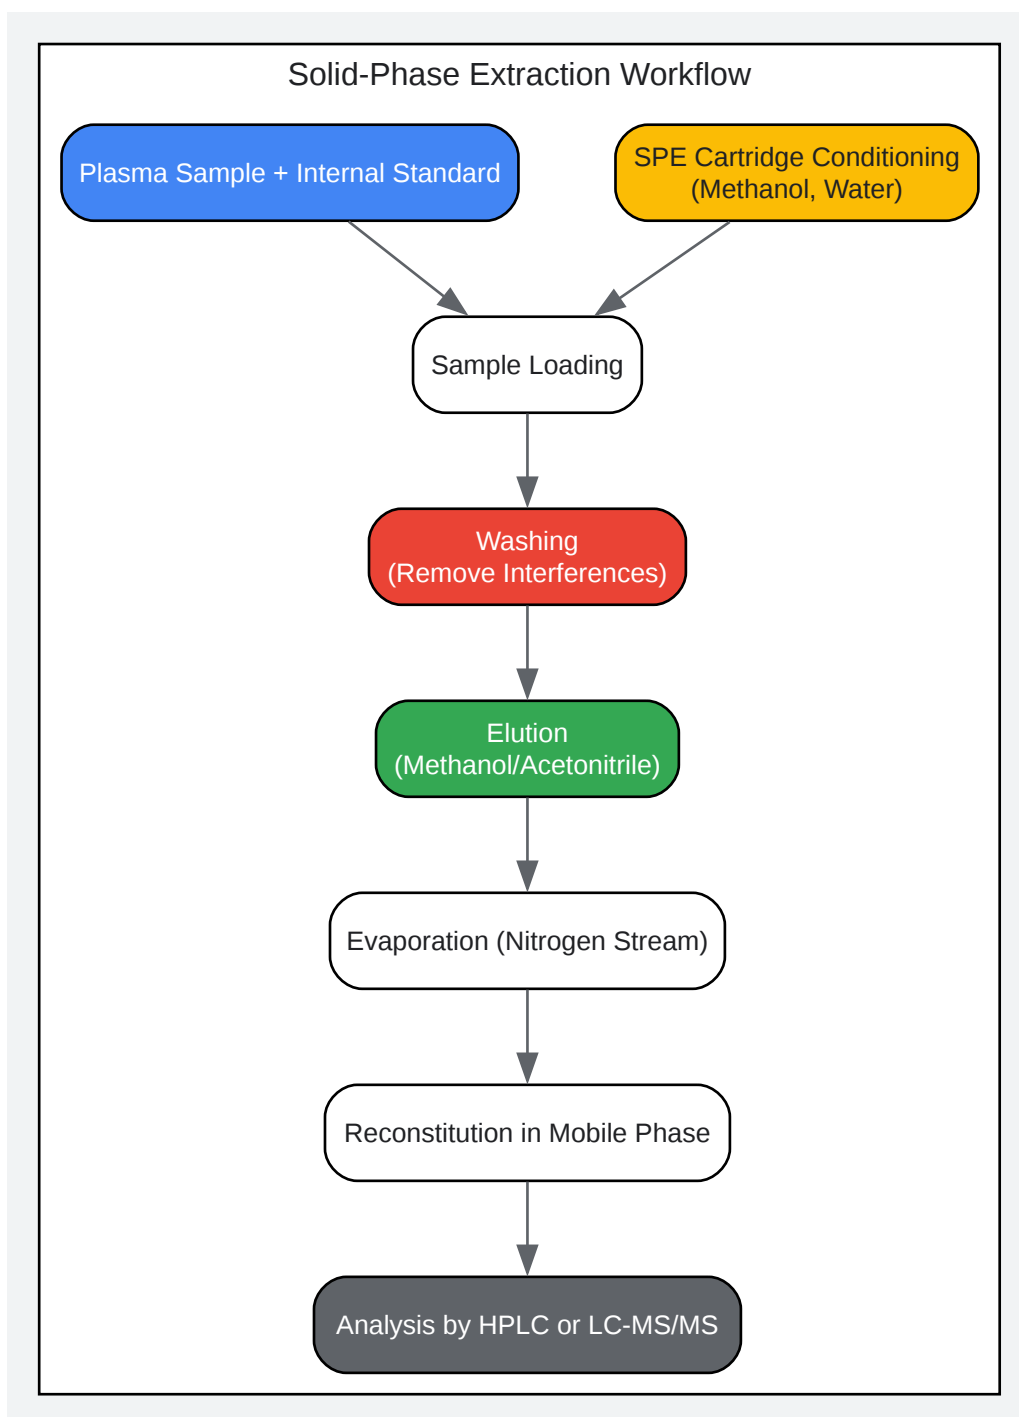 Solid-Phase Extraction Workflow
Plasma Sample + Internal Standard
SPE Cartridge Conditioning
(Methanol, Water)
Sample Loading
Washing
(Remove Interferences)
Elution
(Methanol/Acetonitrile)
Evaporation (Nitrogen Stream)
Reconstitution in Mobile Phase
Analysis by HPLC or LC-MS/MS